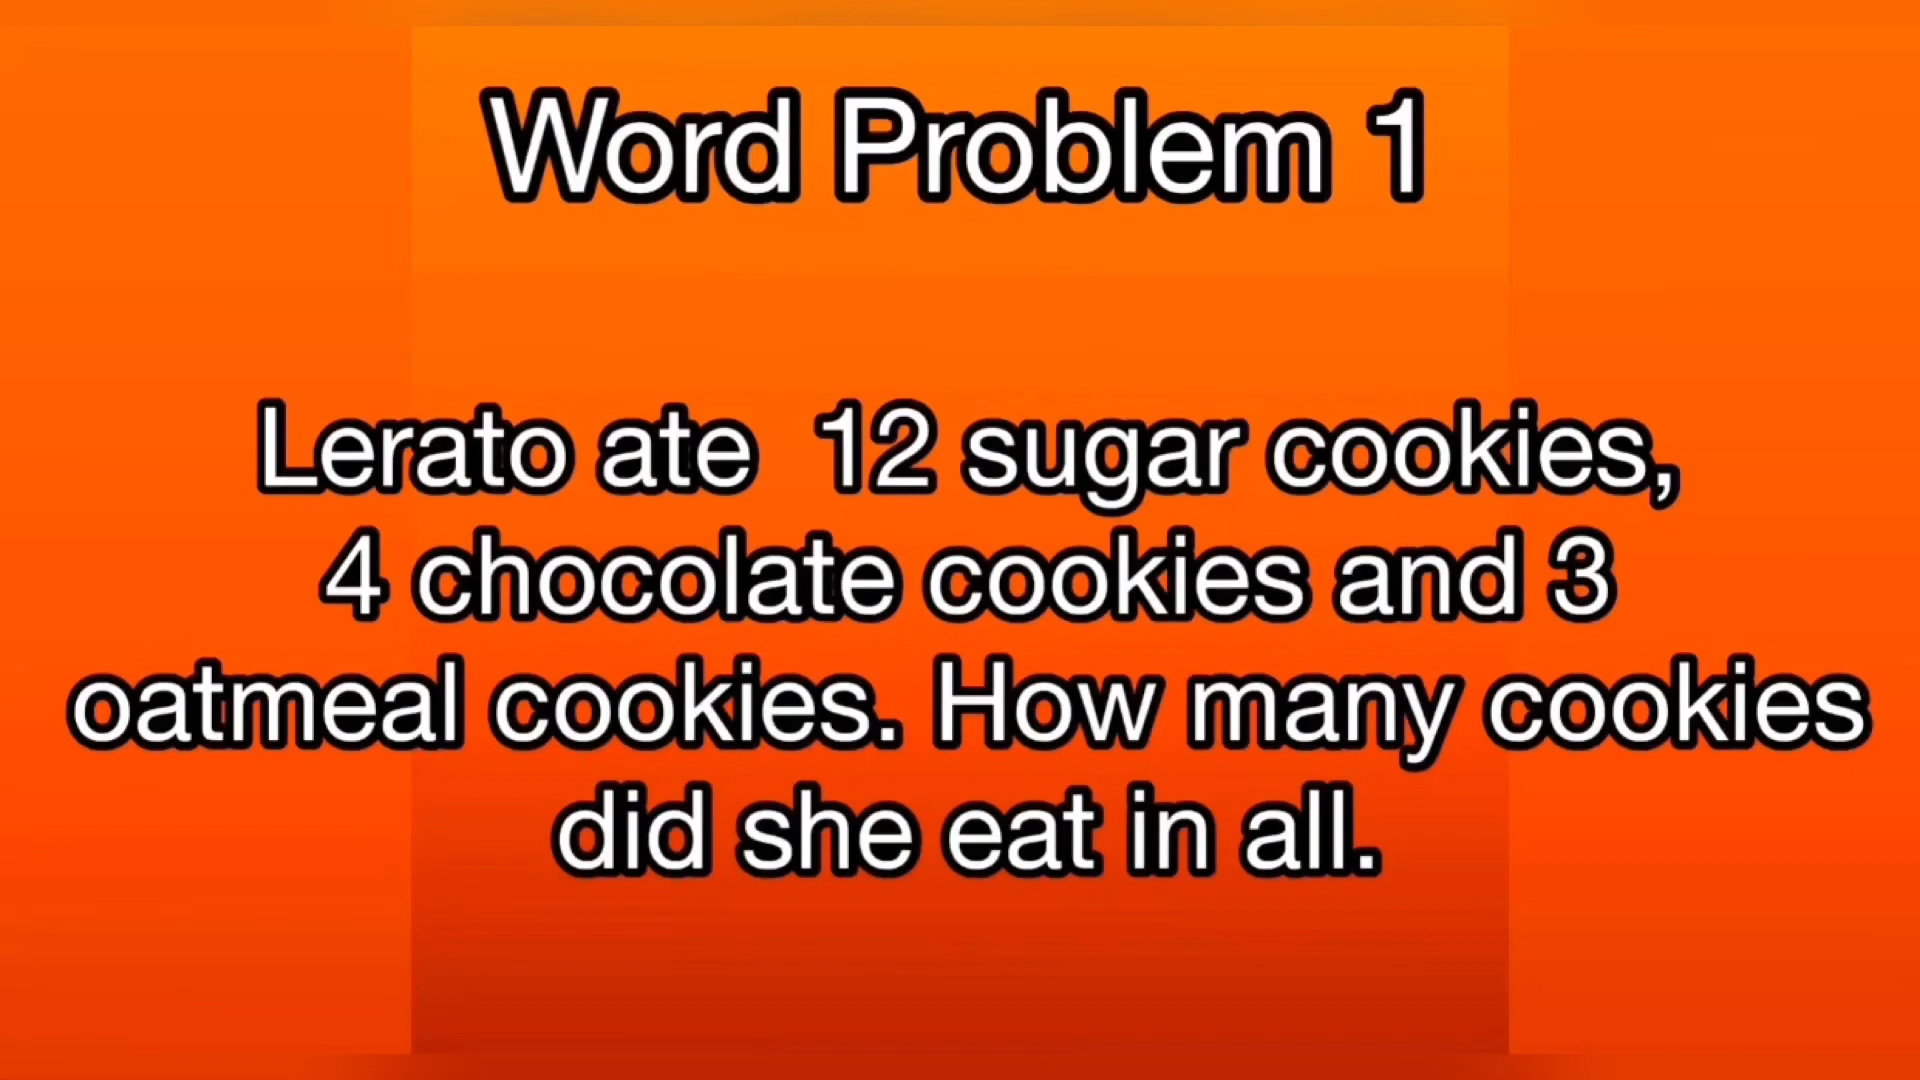 Word Problem 1
Lerato ate  12 sugar cookies,
4 chocolate cookies and 3
oatmeal cookies. How many cookies
did she eat in all.